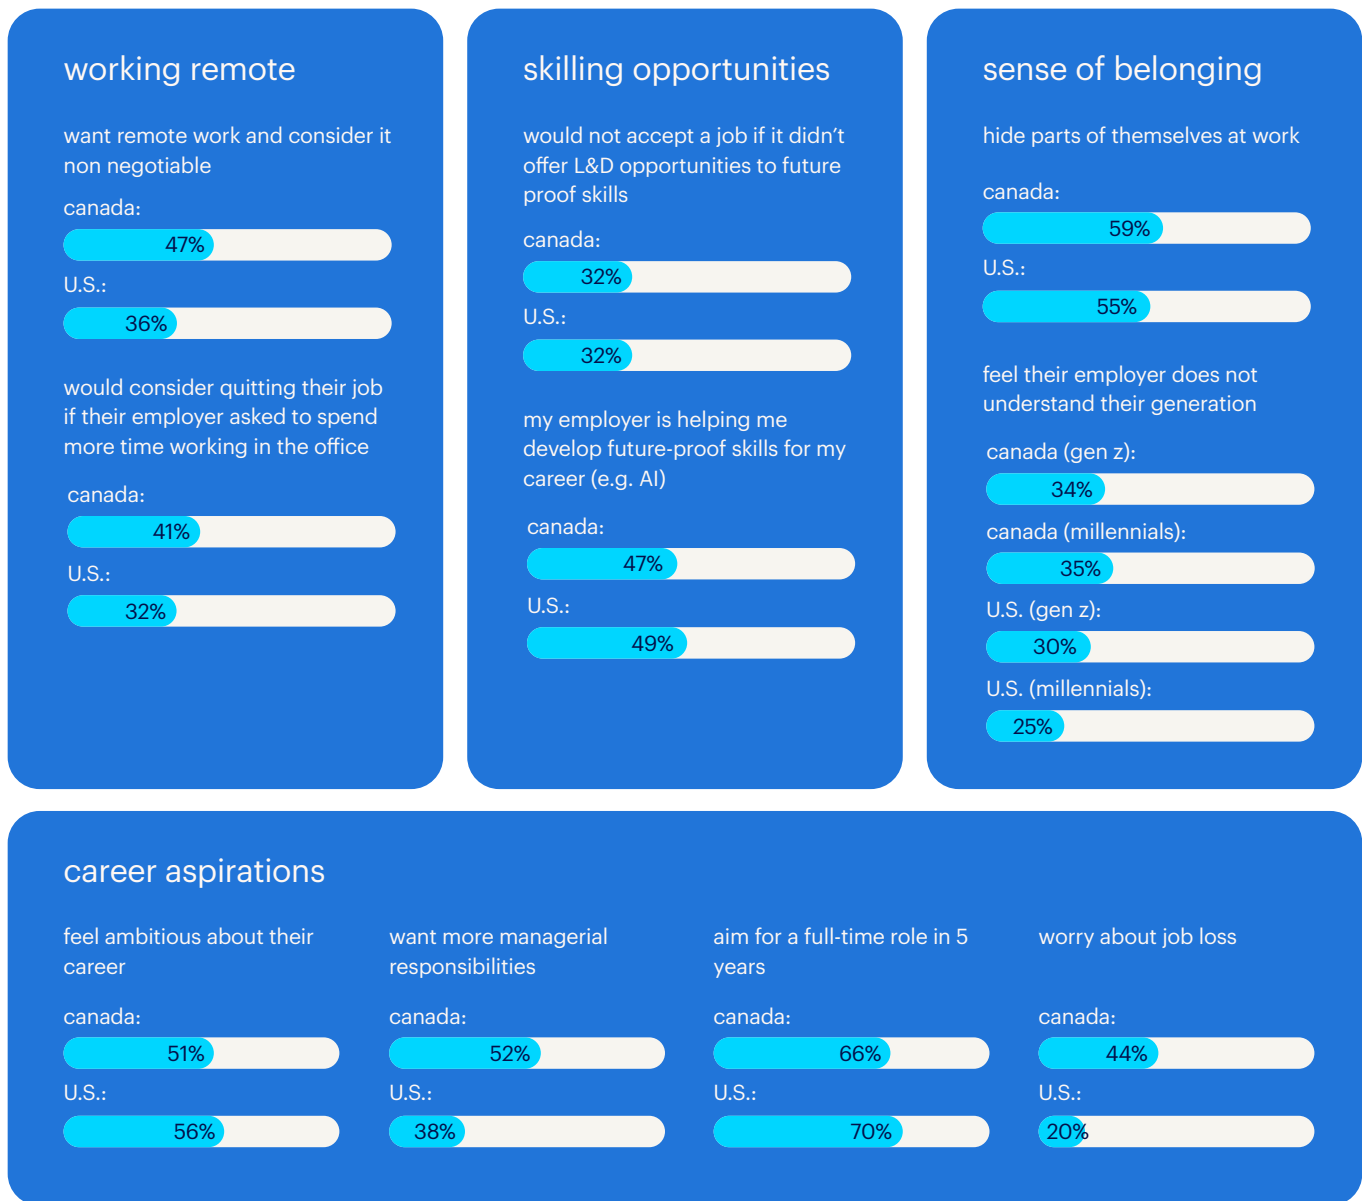 working remote
want remote work and consider it
non negotiable
canada:
47%
U.S.:
36%
would consider quitting their job
if their employer asked to spend
more time working in the office
canada:
41%
U.S.:
32%
skilling opportunities
would not accept a job if it didn’t
offer L&D opportunities to future
proof skills
canada:
32%
U.S.:
32%
my employer is helping me
develop future-proof skills for my
career (e.g. AI)
canada:
47%
U.S.:
49%
sense of belonging
hide parts of themselves at work
canada:
59%
U.S.:
55%
feel their employer does not
understand their generation
canada (gen z):
34%
canada (millennials):
35%
U.S. (gen z):
30%
U.S. (millennials):
25%
career aspirations
feel ambitious about their
career
canada:
51%
U.S.:
56%
want more managerial
responsibilities
canada:
52%
U.S.:
38%
aim for a full-time role in 5
years
canada:
66%
U.S.:
70%
worry about job loss
canada:
44%
U.S.:
20%